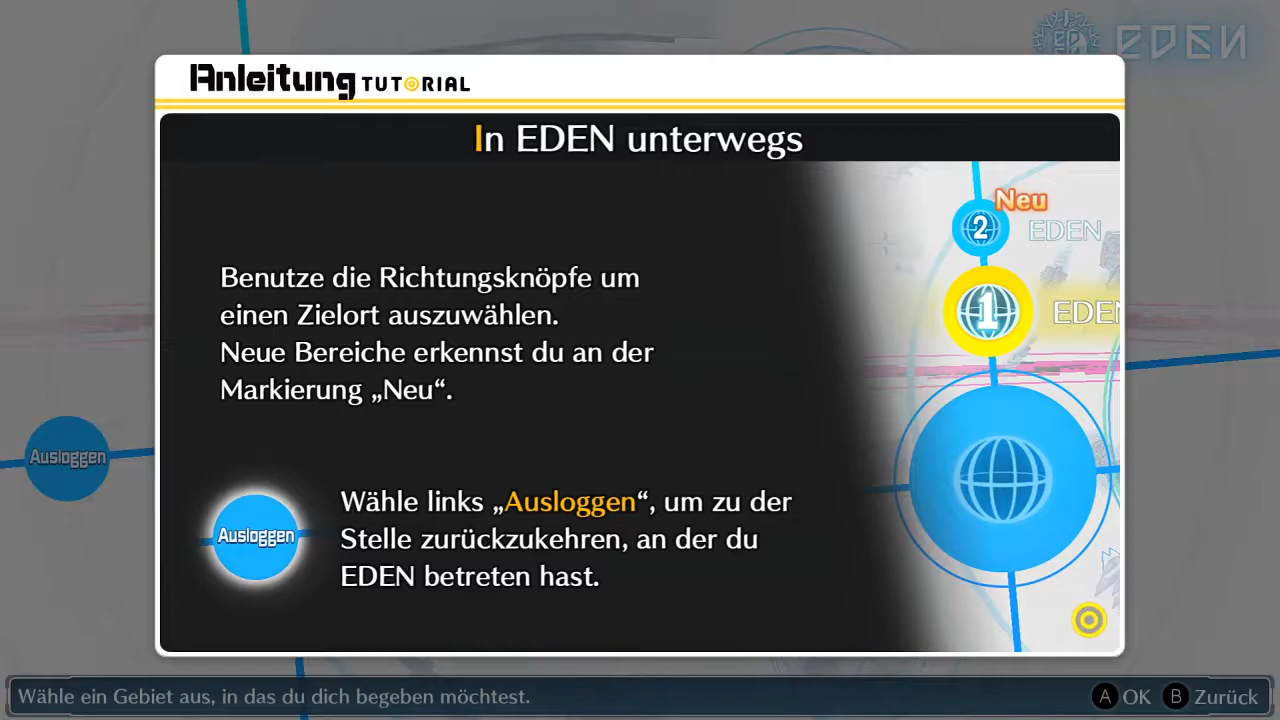 EDEN
Anleitung TUTORIAL
In EDEN unterwegs
Neu
2
EDEN
1
EDEN
Benutze die Richtungsknöpfe um
einen Zielort auszuwählen.
Neue Bereiche erkennst du an der
Markierung „Neu“.
Ausloggen
Ausloggen
Wähle links „Ausloggen“, um zu der
Stelle zurückzukehren, an der du
EDEN betreten hast.
Wähle ein Gebiet aus, in das du dich begeben möchtest.
A OK B Zurück